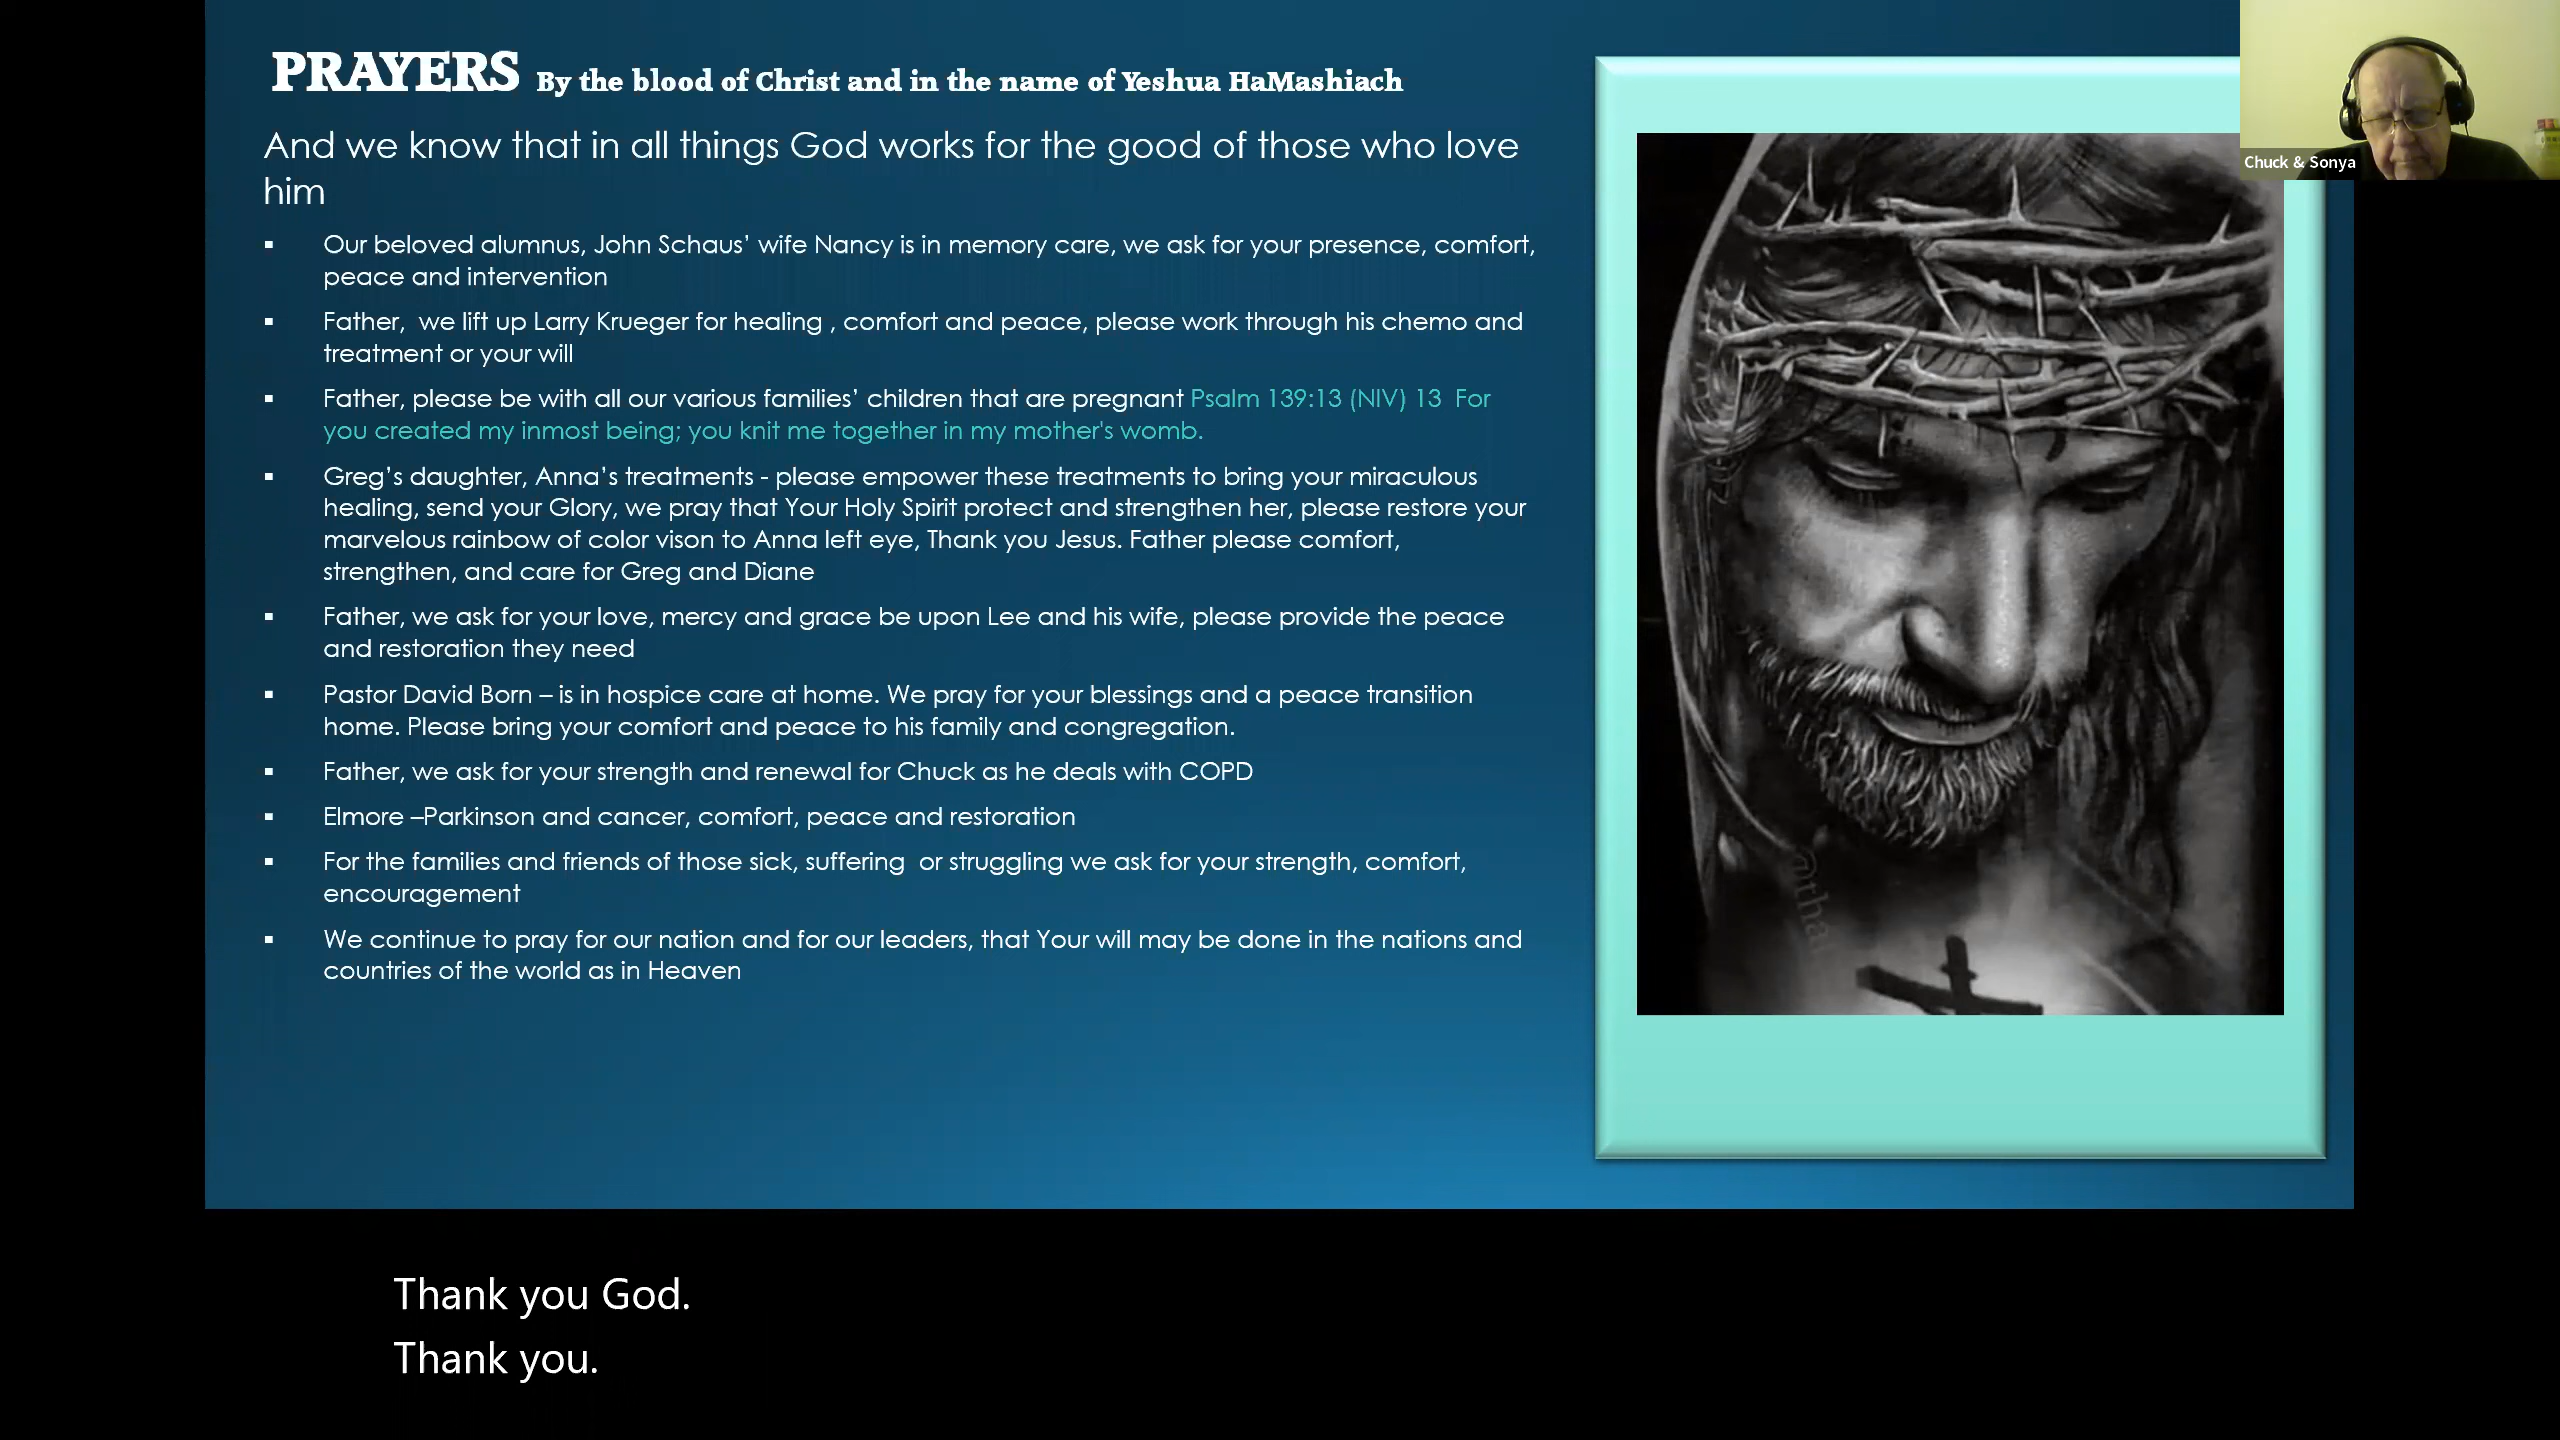 PRAYERS By the blood of Christ and in the name of Yeshua HaMashiach
And we know that in all things God works for the good of those who love
him
▪ Our beloved alumnus, John Schaus’ wife Nancy is in memory care, we ask for your presence, comfort,
peace and intervention
▪ Father,  we lift up Larry Krueger for healing , comfort and peace, please work through his chemo and
treatment or your will
▪ Father, please be with all our various families’ children that are pregnant Psalm 139:13 (NIV) 13  For
you created my inmost being; you knit me together in my mother's womb.
▪ Greg’s daughter, Anna’s treatments - please empower these treatments to bring your miraculous
healing, send your Glory, we pray that Your Holy Spirit protect and strengthen her, please restore your
marvelous rainbow of color vison to Anna left eye, Thank you Jesus. Father please comfort,
strengthen, and care for Greg and Diane
▪ Father, we ask for your love, mercy and grace be upon Lee and his wife, please provide the peace
and restoration they need
▪ Pastor David Born – is in hospice care at home. We pray for your blessings and a peace transition
home. Please bring your comfort and peace to his family and congregation.
▪ Father, we ask for your strength and renewal for Chuck as he deals with COPD
▪ Elmore –Parkinson and cancer, comfort, peace and restoration
▪ For the families and friends of those sick, suffering  or struggling we ask for your strength, comfort,
encouragement
▪ We continue to pray for our nation and for our leaders, that Your will may be done in the nations and
countries of the world as in Heaven
Chuck & Sonya
Thank you God.
Thank you.